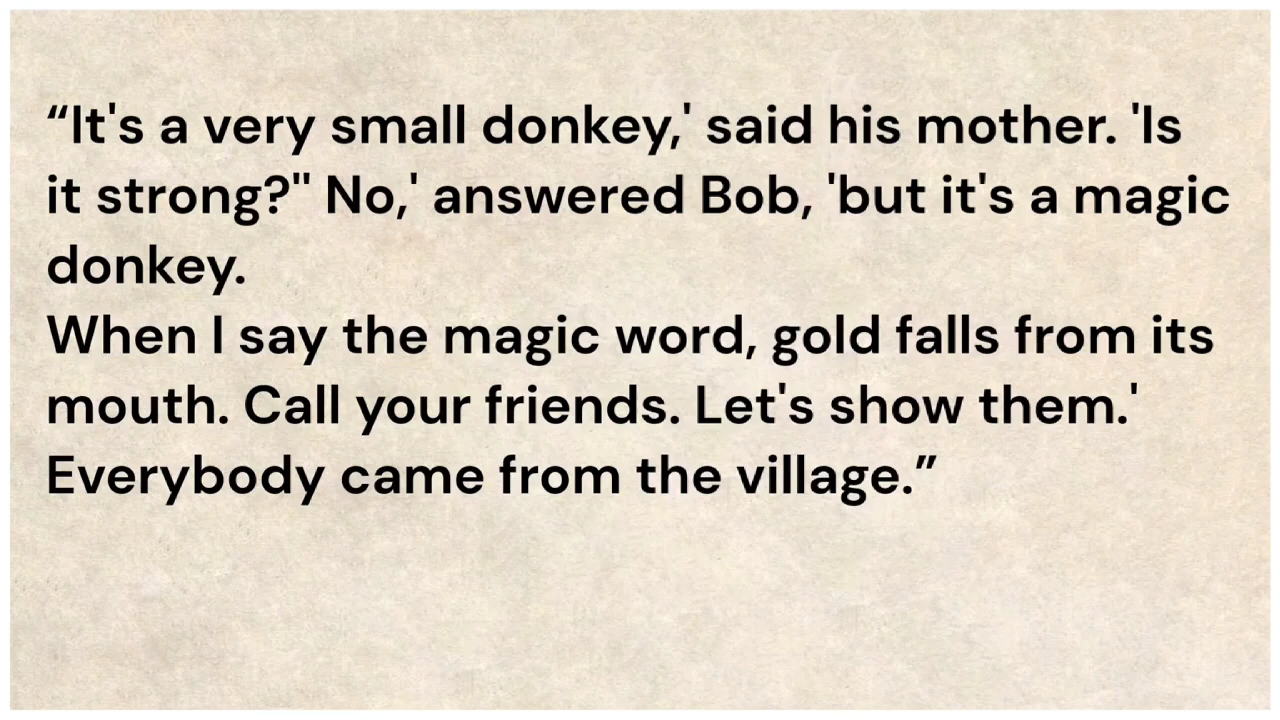 “It's a very small donkey,' said his mother. 'Is
it strong?" No,' answered Bob, 'but it's a magic
donkey.
When I say the magic word, gold falls from its
mouth. Call your friends. Let's show them.'
Everybody came from the village.”